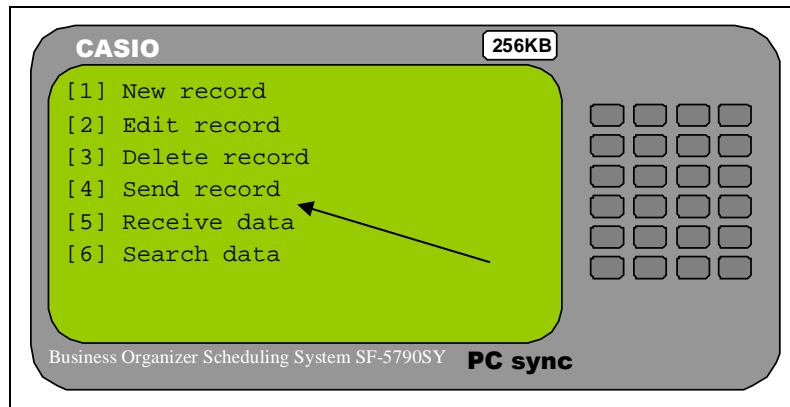 CASIO 256KB
[1] New record
[2] Edit record
[3] Delete record
[4] Send record
[5] Receive data
[6] Search data
Business Organizer Scheduling System SF-5790SY PC sync